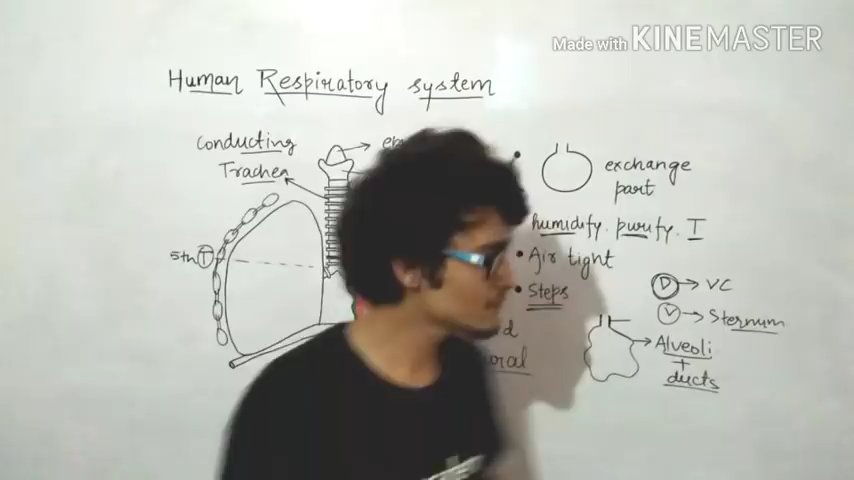 Made with KINEMASTER
Human Respiratory system
Conducting
Trachea
5th T
exchange
part
humidify. purify. T
Air tight
Steps
D → VC
V → Sternum
Alveoli
+
ducts